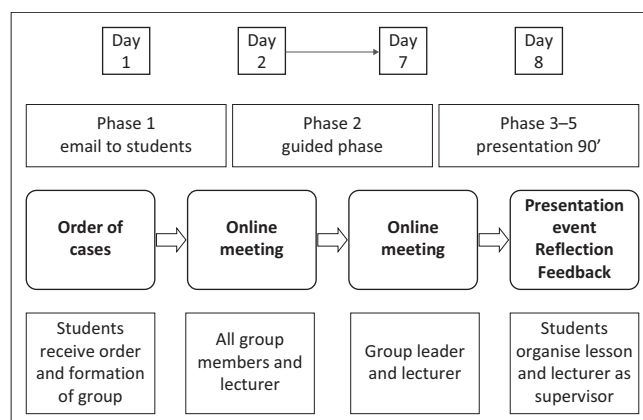 Day
1
Day
2
Day
7
Day
8
Phase 1
email to students
Phase 2
guided phase
Phase 3–5
presentation 90′
Order of
cases
Online
meeting
Online
meeting
Presentation
event
Reflection
Feedback
Students
receive order
and formation
of group
All group
members and
lecturer
Group leader
and lecturer
Students
organise lesson
and lecturer as
supervisor